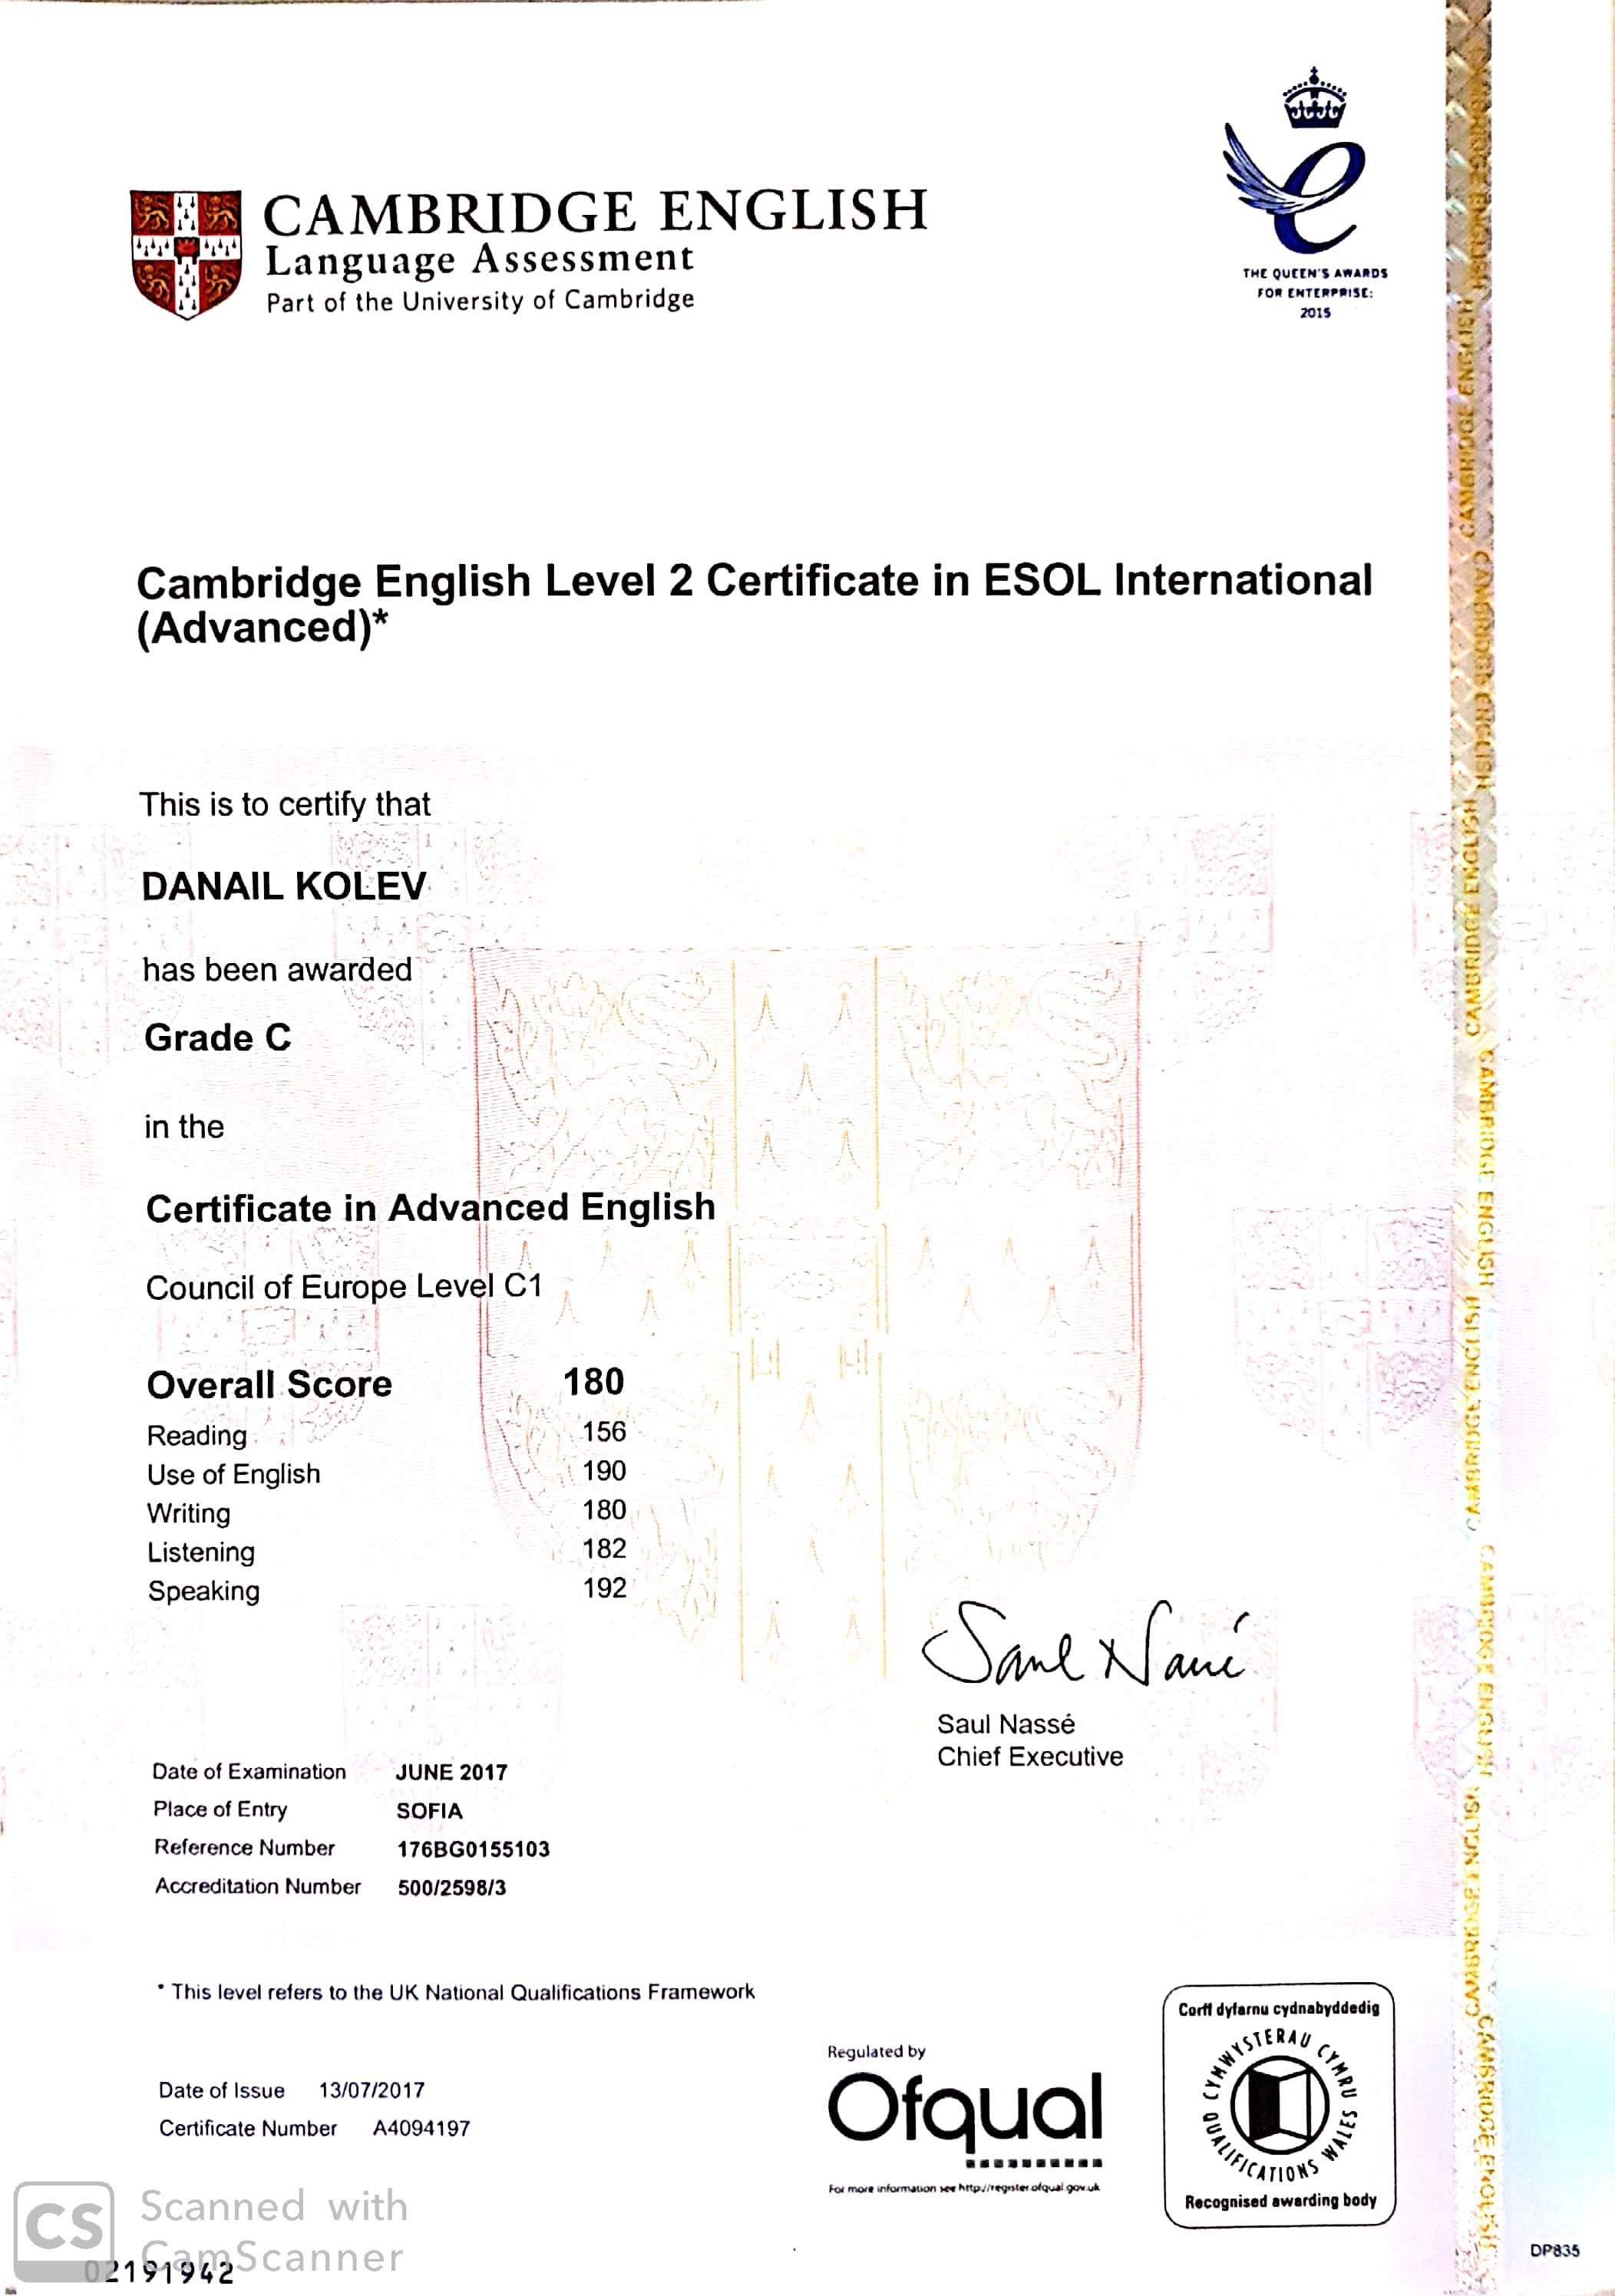 CAMBRIDGE ENGLISH
Language Assessment
Part of the University of Cambridge
THE QUEEN'S AWARDS
FOR ENTERPRISE:
2015
Cambridge English Level 2 Certificate in ESOL International
(Advanced)*
This is to certify that
DANAIL KOLEV
has been awarded
Grade C
in the
Certificate in Advanced English
Council of Europe Level C1
Overall Score 180
Reading 156
Use of English 190
Writing 180
Listening 182
Speaking 192
Saul Nassé
Saul Nassé
Chief Executive
Date of Examination JUNE 2017
Place of Entry SOFIA
Reference Number 176BG0155103
Accreditation Number 500/2598/3
* This level refers to the UK National Qualifications Framework
Date of Issue 13/07/2017
Certificate Number A4094197
Regulated by
Ofqual
For more information see http://register.ofqual.gov.uk
Corff dyfarnu cydnabyddedig
CYMWYSTERAU CYMRU
QUALIFICATIONS WALES
Recognised awarding body
CS Scanned with
CamScanner
02191942
DP835
CAMBRIDGE ENGLISH